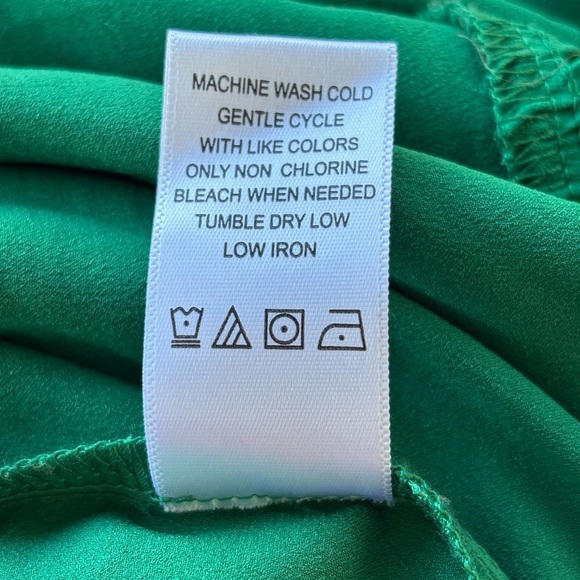 MACHINE WASH COLD
GENTLE CYCLE
WITH LIKE COLORS
ONLY NON CHLORINE
BLEACH WHEN NEEDED
TUMBLE DRY LOW
LOW IRON